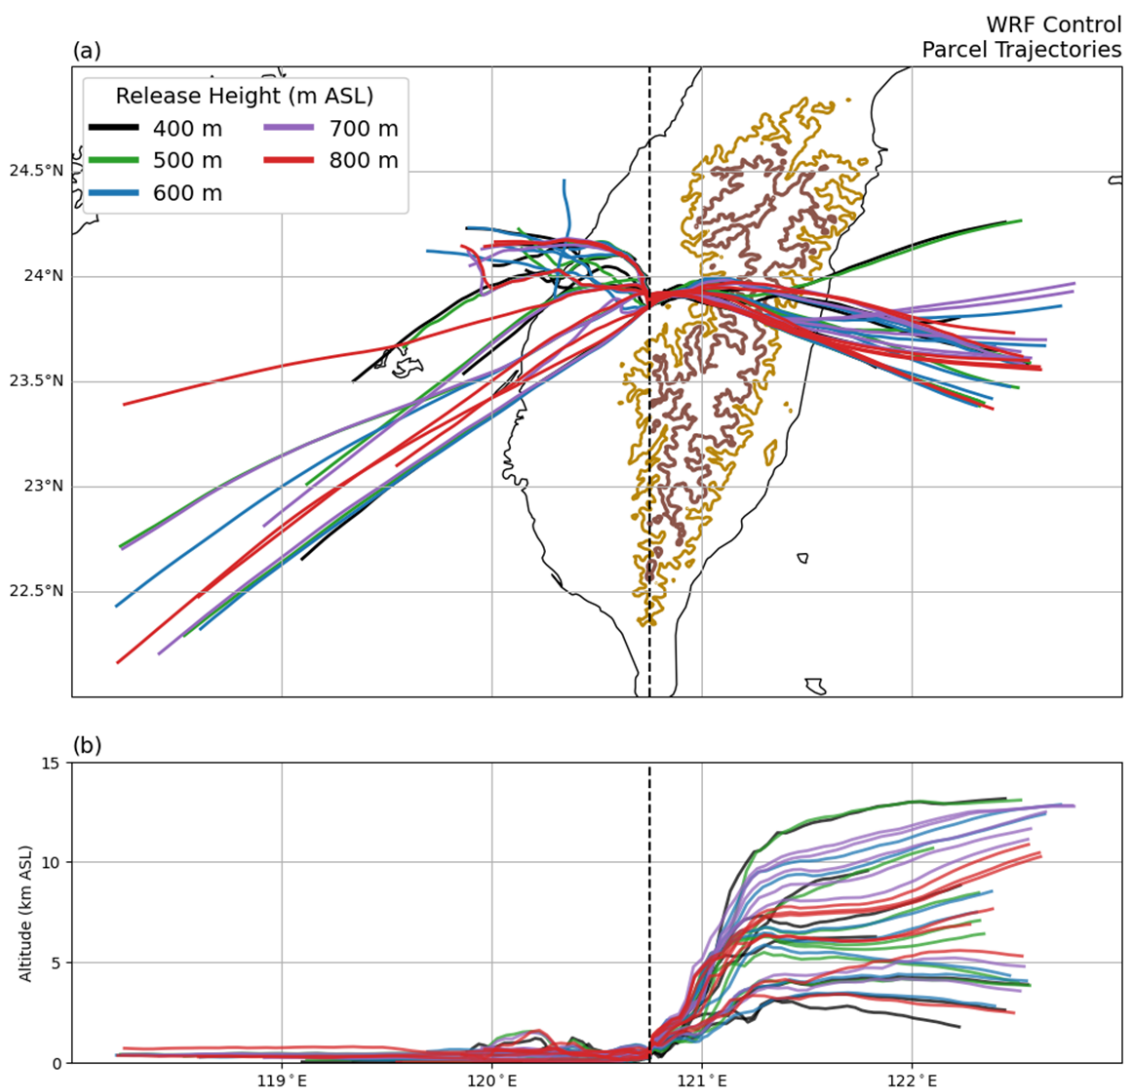 WRF Control
(a)
Parcel Trajectories
Release Height (m ASL)
400 m
700 m
500 m
800 m
600 m
24.5°N
24°N
23.5°N
23°N
22.5°N
(b)
15
10
5
0
Altitude (km ASL)
119°E
120°E
121°E
122°E